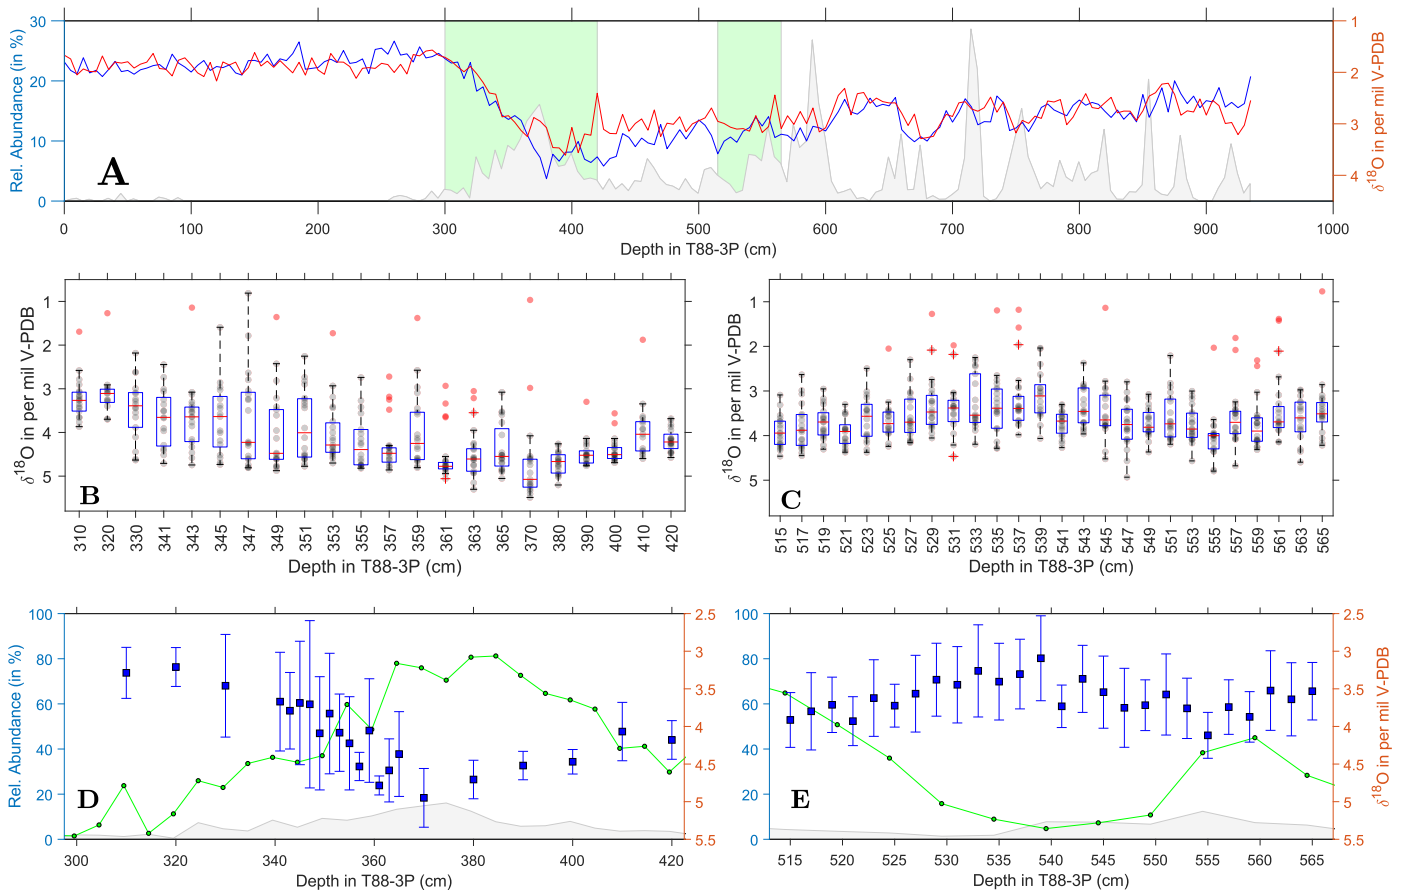 30
20
10
0
Rel. Abundance (in %)
A
1
2
3
4
δ18O in per mil V-PDB
0 100 200 300 400 500 600 700 800 900 1000
Depth in T88-3P (cm)
1
2
3
4
5
δ18O in per mil V-PDB
B
310 320 330 341 343 345 347 349 351 353 355 357 359 361 363 365 370 380 390 400 410 420
Depth in T88-3P (cm)
1
2
3
4
5
δ18O in per mil V-PDB
C
515 517 519 521 523 525 527 529 531 533 535 537 539 541 543 545 547 549 551 553 555 557 559 561 563 565
Depth in T88-3P (cm)
100
80
60
40
20
0
Rel. Abundance (in %)
D
2.5
3
3.5
4
4.5
5
5.5
δ18O in per mil V-PDB
300 320 340 360 380 400 420
Depth in T88-3P (cm)
100
80
60
40
20
0
E
2.5
3
3.5
4
4.5
5
5.5
δ18O in per mil V-PDB
515 520 525 530 535 540 545 550 555 560 565
Depth in T88-3P (cm)